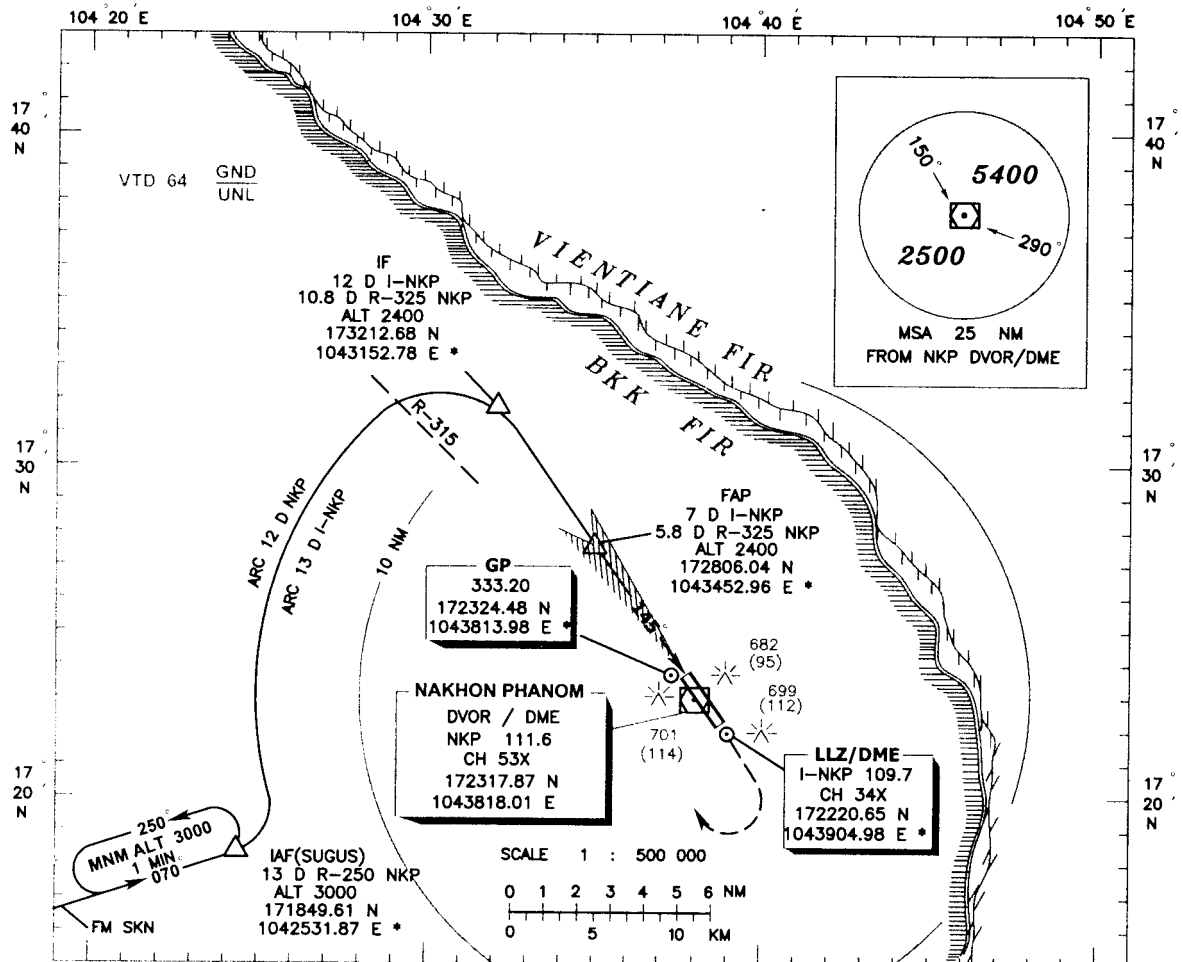 104° 20′ E
104° 30′ E
104° 40′ E
104° 50′ E
17°
40
N
17°
40
N
VTD 64 GND
UNL
150°
5400
290°
2500
MSA 25 NM
FROM NKP DVOR/DME
VIENTIANE FIR
BKK FIR
IF
12 D I-NKP
10.8 D R-325 NKP
ALT 2400
173212.68 N
1043152.78 E *
R-315
17°
30
N
17°
30
N
ARC 12 D NKP
ARC 13 D I-NKP
10 NM
FAP
7 D I-NKP
5.8 D R-325 NKP
ALT 2400
172806.04 N
1043452.96 E *
GP
333.20
172324.48 N
1043813.98 E *
145°
682
(95)
699
(112)
701
(114)
NAKHON PHANOM
DVOR / DME
NKP 111.6
CH 53X
172317.87 N
1043818.01 E
LLZ/DME
I-NKP 109.7
CH 34X
172220.65 N
1043904.98 E *
17°
20
N
17°
20
N
250°
MNM ALT 3000
1 MIN
070°
FM SKN
IAF(SUGUS)
13 D R-250 NKP
ALT 3000
171849.61 N
1042531.87 E *
SCALE 1 : 500 000
0 1 2 3 4 5 6 NM
0 5 10 KM